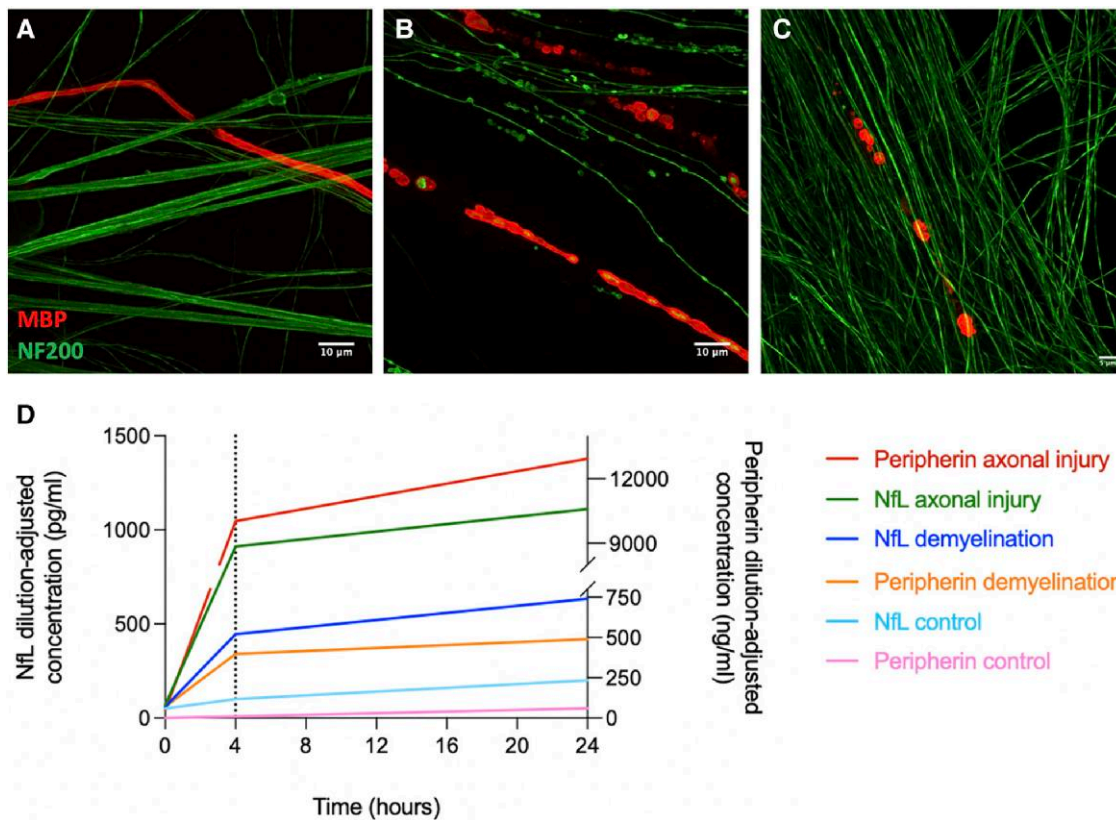 A
MBP
NF200
10 µm
B
10 µm
C
5 µm
D
NfL dilution-adjusted
concentration (pg/ml)
1500
1000
500
0
0
4
8
12
16
20
24
Time (hours)
12000
9000
750
500
250
0
Peripherin dilution-adjusted
concentration (ng/ml)
Peripherin axonal injury
NfL axonal injury
NfL demyelination
Peripherin demyelination
NfL control
Peripherin control